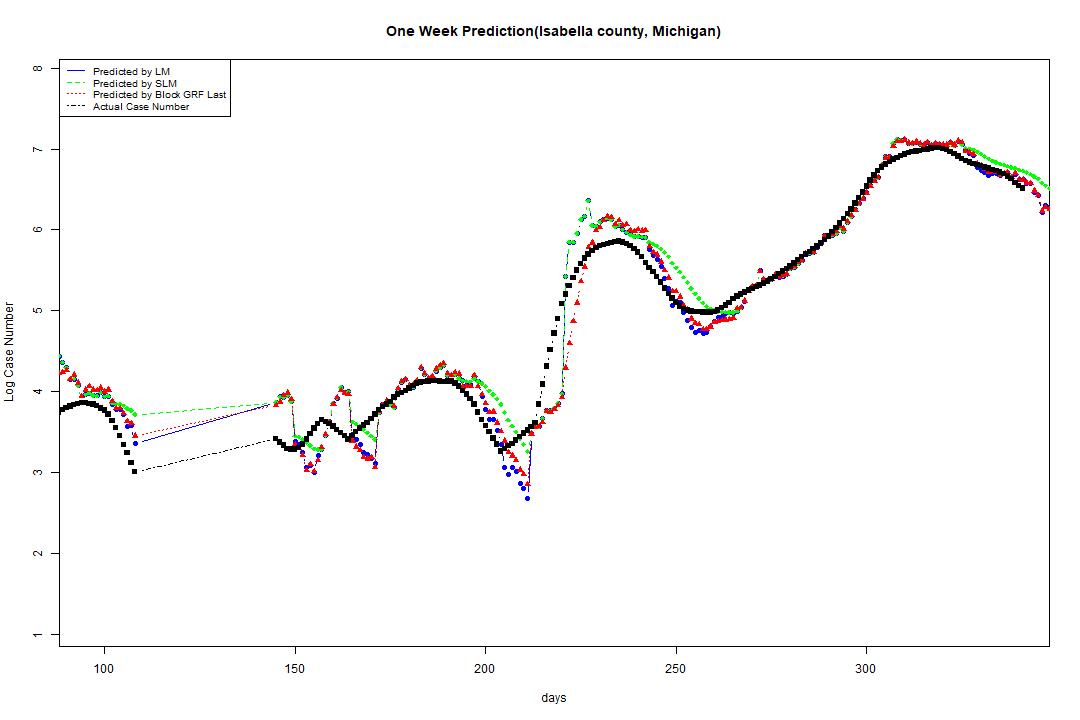 One Week Prediction(Isabella county, Michigan)
Predicted by LM
Predicted by SLM
Predicted by Block GRF Last
Actual Case Number
8
7
6
5
4
3
2
1
Log Case Number
100 150 200 250 300
days